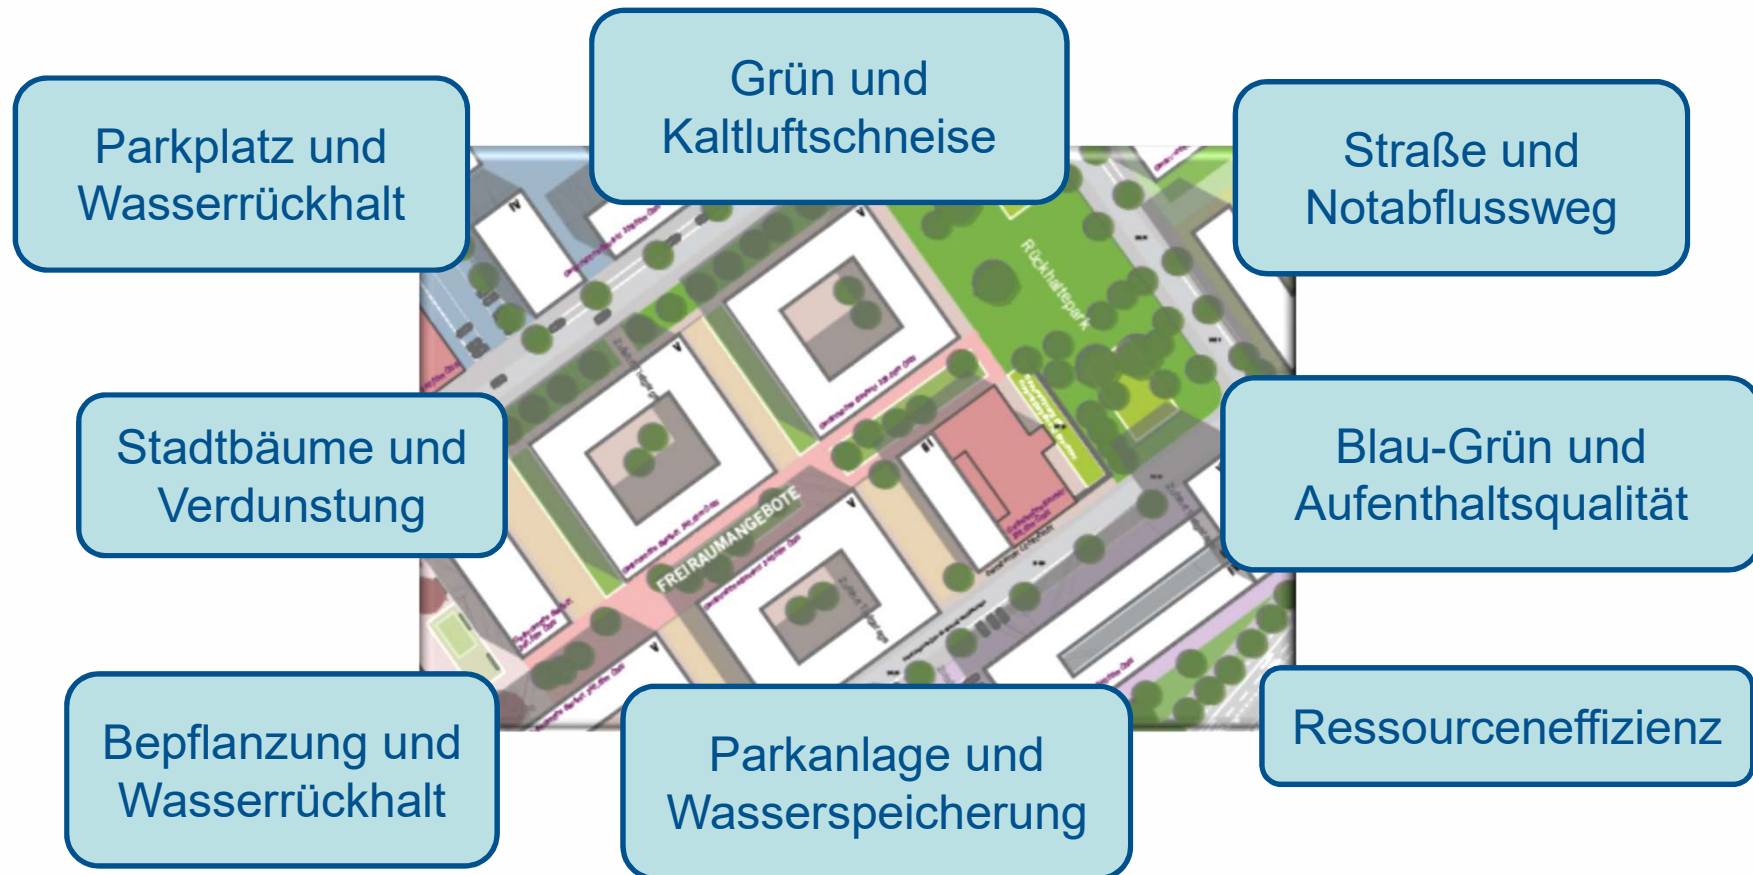 Grün und
Kaltluftschneise
Parkplatz und
Wasserrückhalt
Straße und
Notabflussweg
Rückhaltepark
Stadtbäume und
Verdunstung
Blau-Grün und
Aufenthaltsqualität
FREIRAUMANGEBOTE
Bepflanzung und
Wasserrückhalt
Parkanlage und
Wasserspeicherung
Ressourceneffizienz